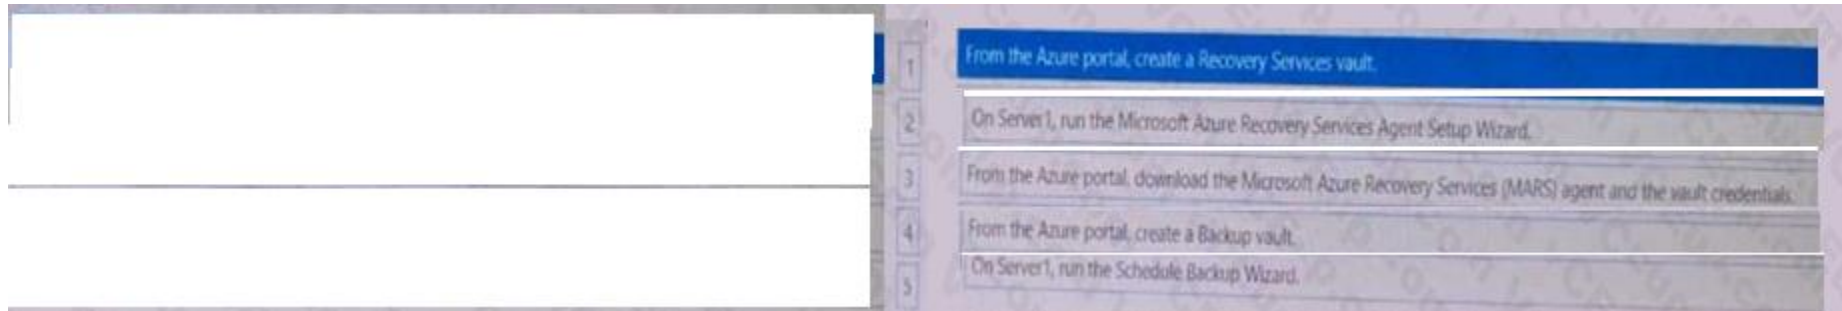 1 From the Azure portal, create a Recovery Services vault.
2 On Server1, run the Microsoft Azure Recovery Services Agent Setup Wizard.
3 From the Azure portal, download the Microsoft Azure Recovery Services (MARS) agent and the vault credentials.
4 From the Azure portal, create a Backup vault.
5 On Server1, run the Schedule Backup Wizard.